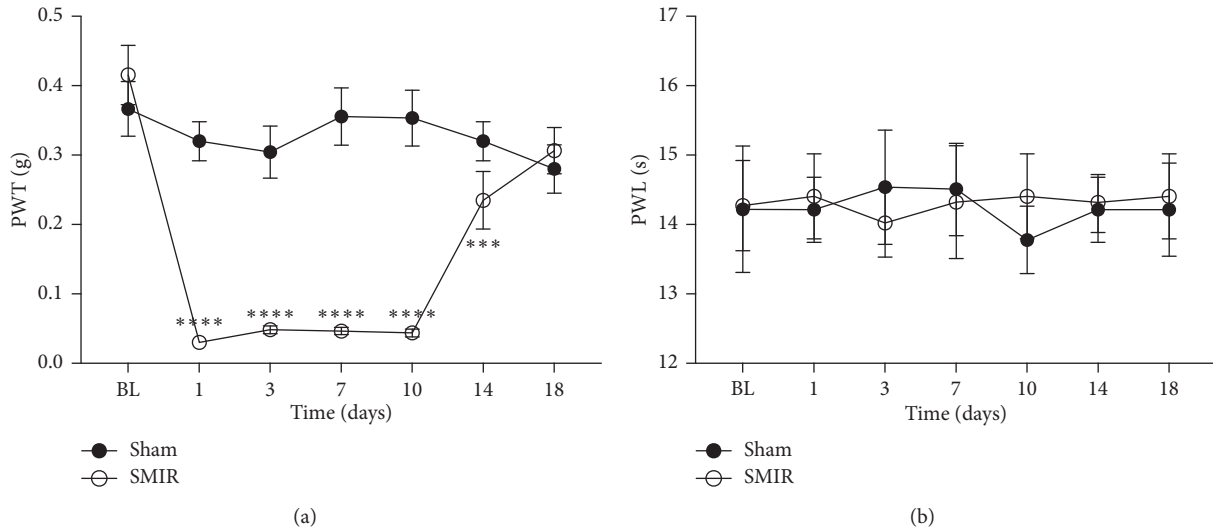 0.5
0.4
0.3
0.2
0.1
0.0
PWT (g)
****
****
****
****
***
BL
1
3
7
10
14
18
Time (days)
Sham
SMIR
(a)
17
16
15
14
13
12
PWL (s)
BL
1
3
7
10
14
18
Time (days)
Sham
SMIR
(b)